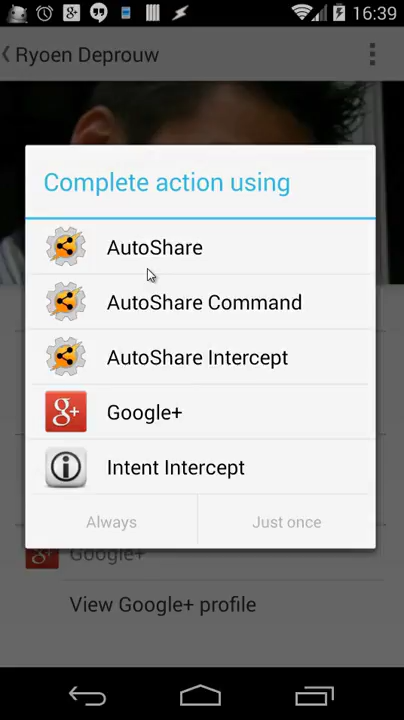 16:39
Ryoen Deprouw
Complete action using
AutoShare
AutoShare Command
AutoShare Intercept
Google+
Intent Intercept
Always
Just once
Google+
View Google+ profile